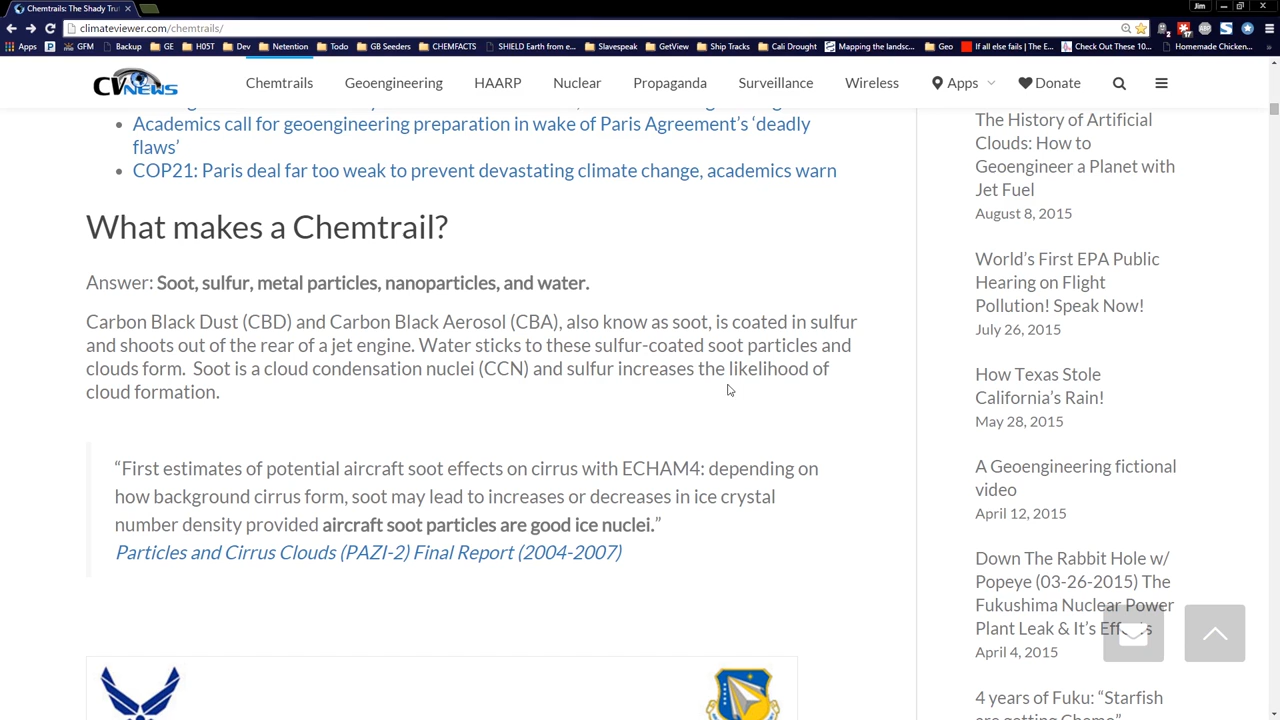 Chemtrails: The Shady Tru
Jim
climateviewer.com/chemtrails/
Apps GFM Backup GE H05T Dev Netention Todo GB Seeders CHEMFACTS SHIELD Earth from e... Slavespeak GetView Ship Tracks Cali Drought Mapping the landsc... Geo If all else fails | The E... Check Out These 10... Homemade Chicken...
CV NEWS
Chemtrails Geoengineering HAARP Nuclear Propaganda Surveillance Wireless Apps Donate
Academics call for geoengineering preparation in wake of Paris Agreement’s ‘deadly
flaws’
COP21: Paris deal far too weak to prevent devastating climate change, academics warn
What makes a Chemtrail?
Answer: Soot, sulfur, metal particles, nanoparticles, and water.
Carbon Black Dust (CBD) and Carbon Black Aerosol (CBA), also know as soot, is coated in sulfur
and shoots out of the rear of a jet engine. Water sticks to these sulfur-coated soot particles and
clouds form. Soot is a cloud condensation nuclei (CCN) and sulfur increases the likelihood of
cloud formation.
“First estimates of potential aircraft soot effects on cirrus with ECHAM4: depending on
how background cirrus form, soot may lead to increases or decreases in ice crystal
number density provided aircraft soot particles are good ice nuclei.”
Particles and Cirrus Clouds (PAZI-2) Final Report (2004-2007)
The History of Artificial
Clouds: How to
Geoengineer a Planet with
Jet Fuel
August 8, 2015
World’s First EPA Public
Hearing on Flight
Pollution! Speak Now!
July 26, 2015
How Texas Stole
California’s Rain!
May 28, 2015
A Geoengineering fictional
video
April 12, 2015
Down The Rabbit Hole w/
Popeye (03-26-2015) The
Fukushima Nuclear Power
Plant Leak & It’s Effects
April 4, 2015
4 years of Fuku: “Starfish
are getting Chemo”